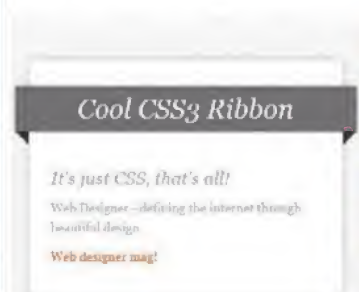 Cool CSS3 Ribbon
It's just CSS, that's all!
Web Designer - defining the internet through
beautiful design
Web designer mag!